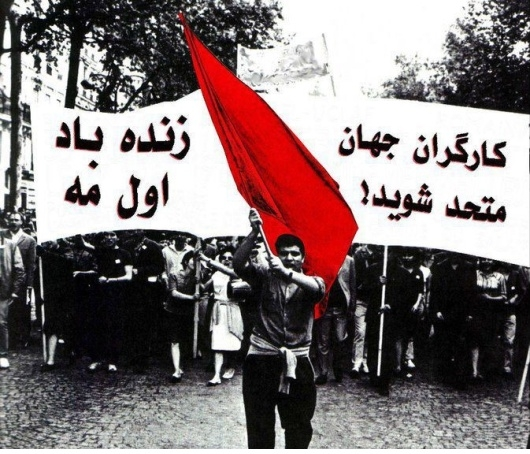 کارگران جهان
متحد شوید!
زنده باد
اول مه